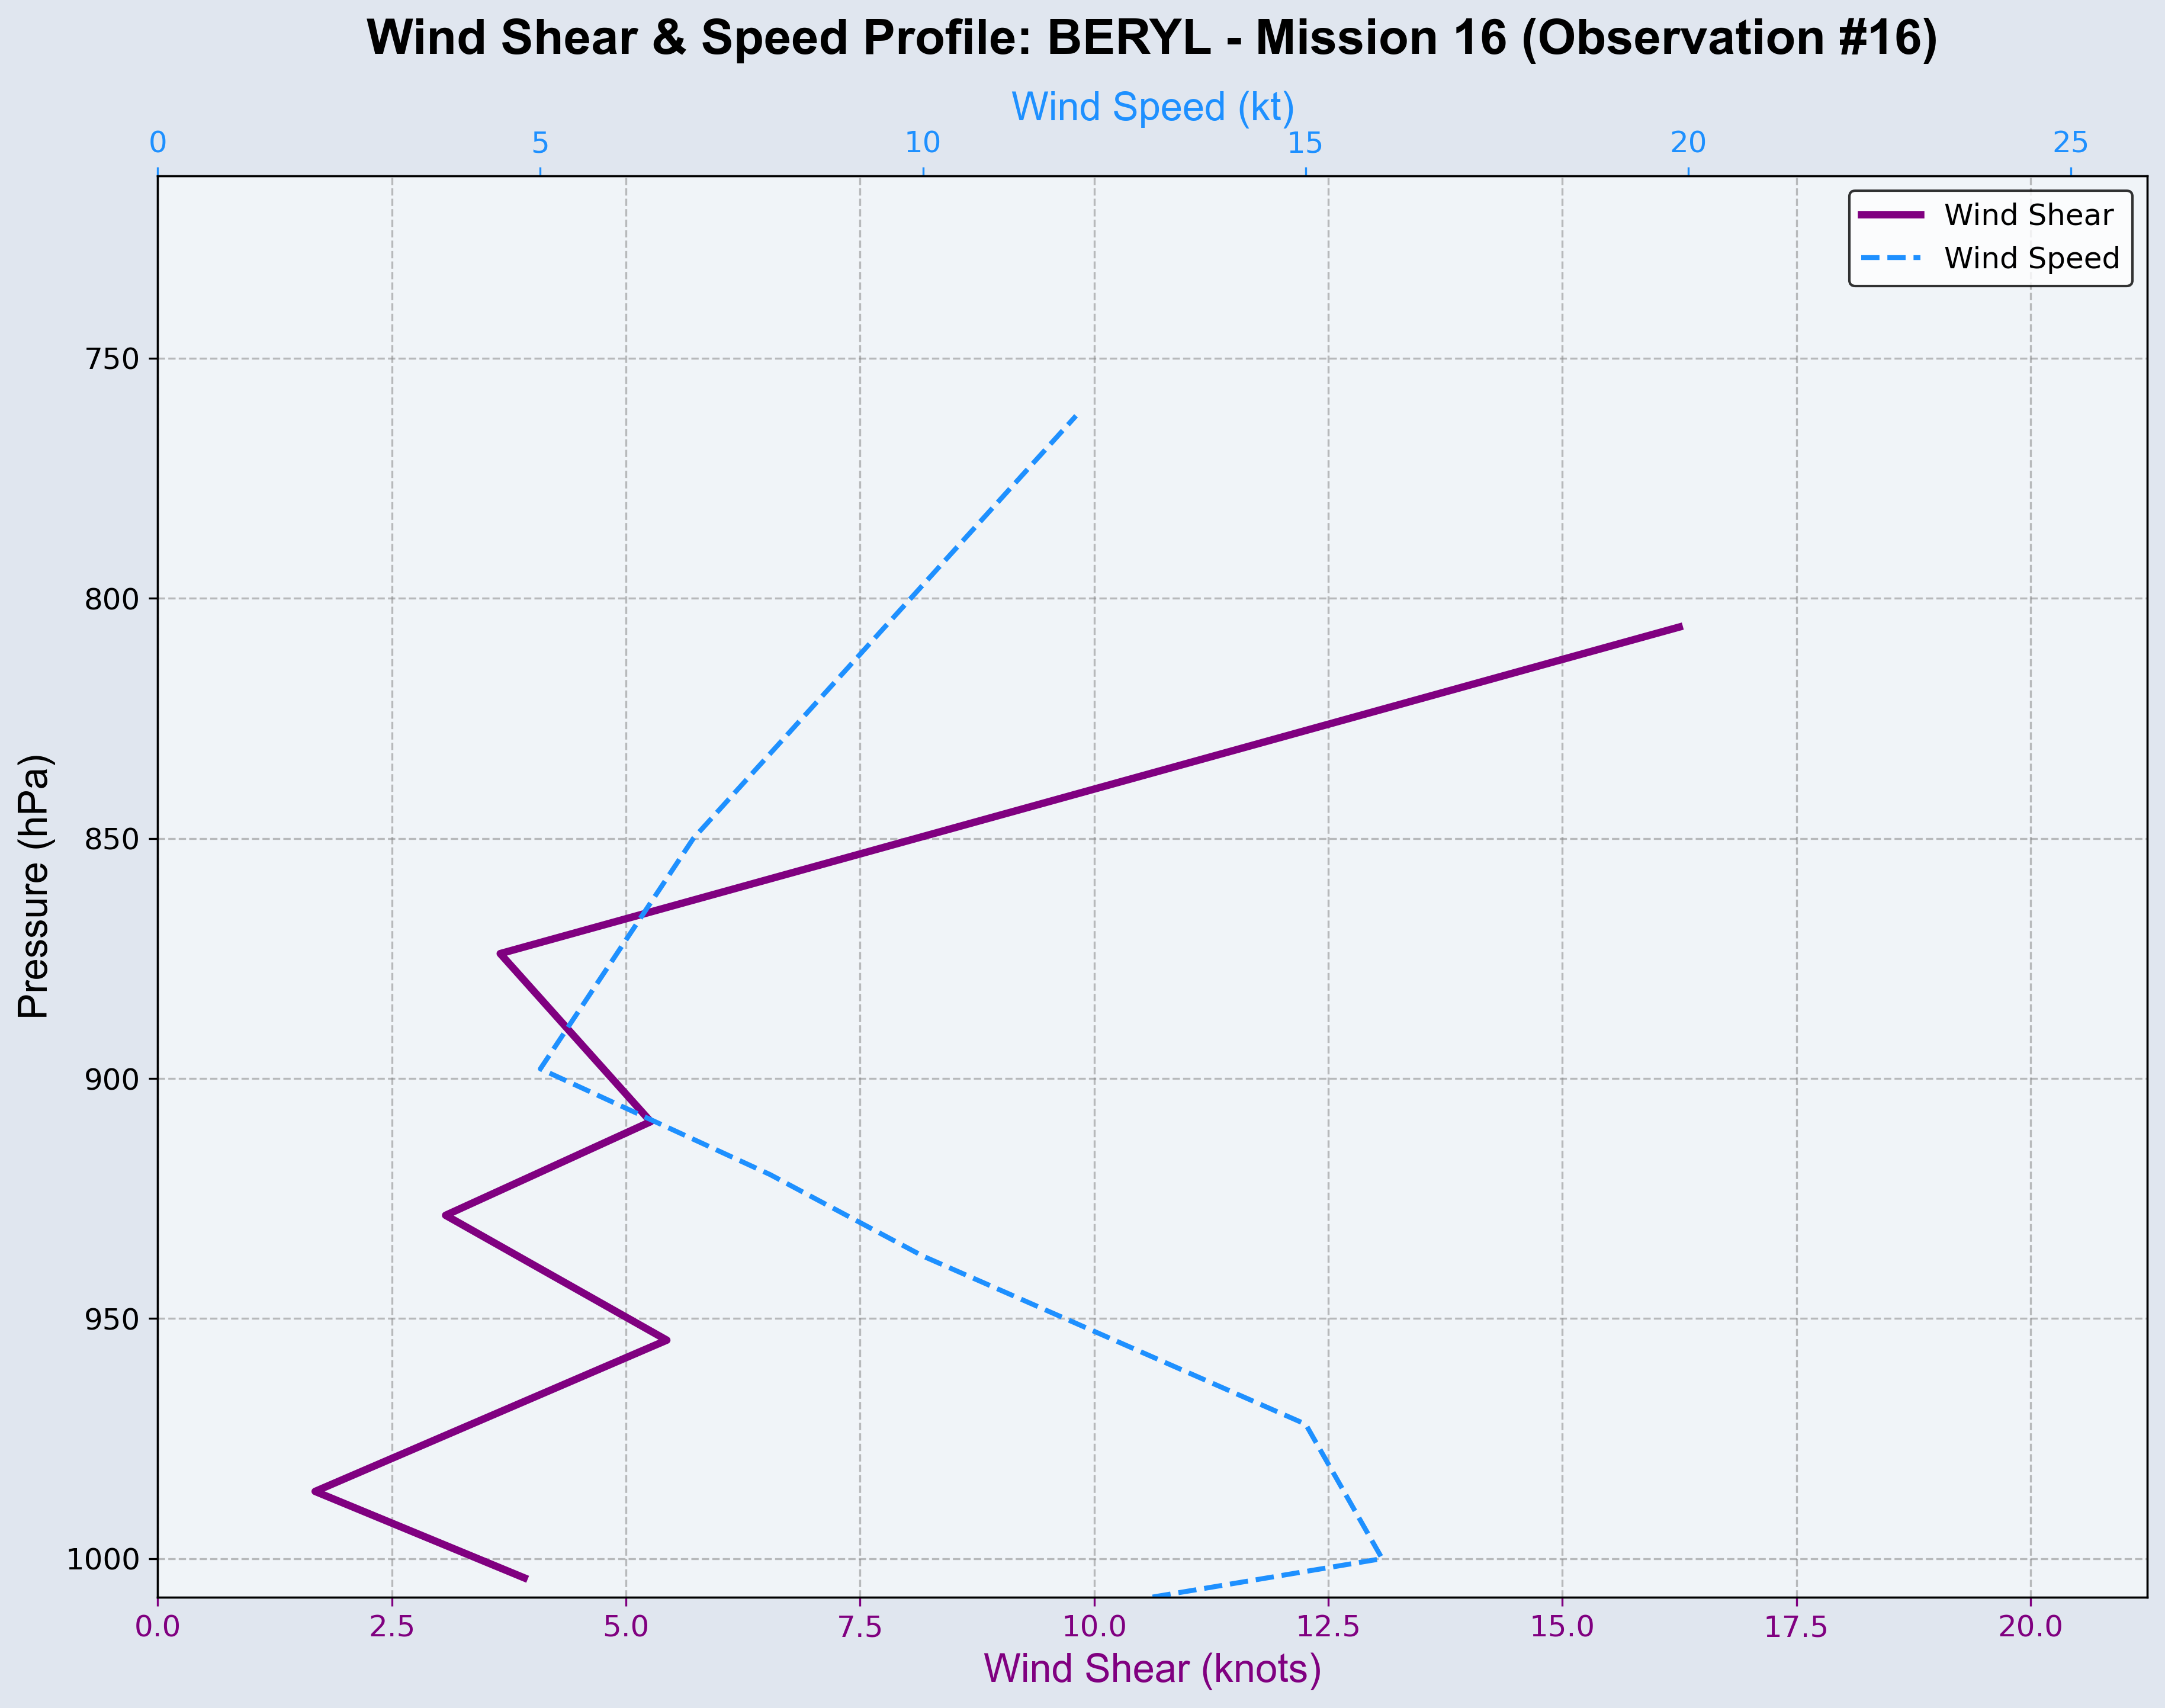 Wind Shear & Speed Profile: BERYL - Mission 16 (Observation #16)
Wind Speed (kt)
0 5 10 15 20 25
Wind Shear
Wind Speed
750
800
850
900
950
1000
Pressure (hPa)
0.0 2.5 5.0 7.5 10.0 12.5 15.0 17.5 20.0
Wind Shear (knots)